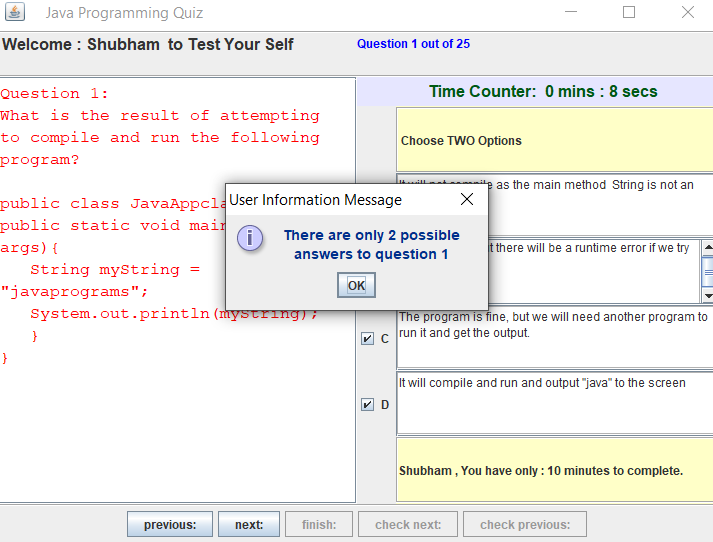 Java Programming Quiz
Welcome : Shubham to Test Your Self
Question 1 out of 25
Question 1:
What is the result of attempting
to compile and run the following
program?
public class JavaAppcla
public static void main
args){
String myString =
"javaprograms";
System.out.println(myString);
}
}
Time Counter: 0 mins : 8 secs
Choose TWO Options
It will not compile as the main method String is not an
t there will be a runtime error if we try
C
The program is fine, but we will need another program to
run it and get the output.
D
It will compile and run and output "java" to the screen
Shubham , You have only : 10 minutes to complete.
User Information Message
There are only 2 possible
answers to question 1
OK
previous:
next:
finish:
check next:
check previous: